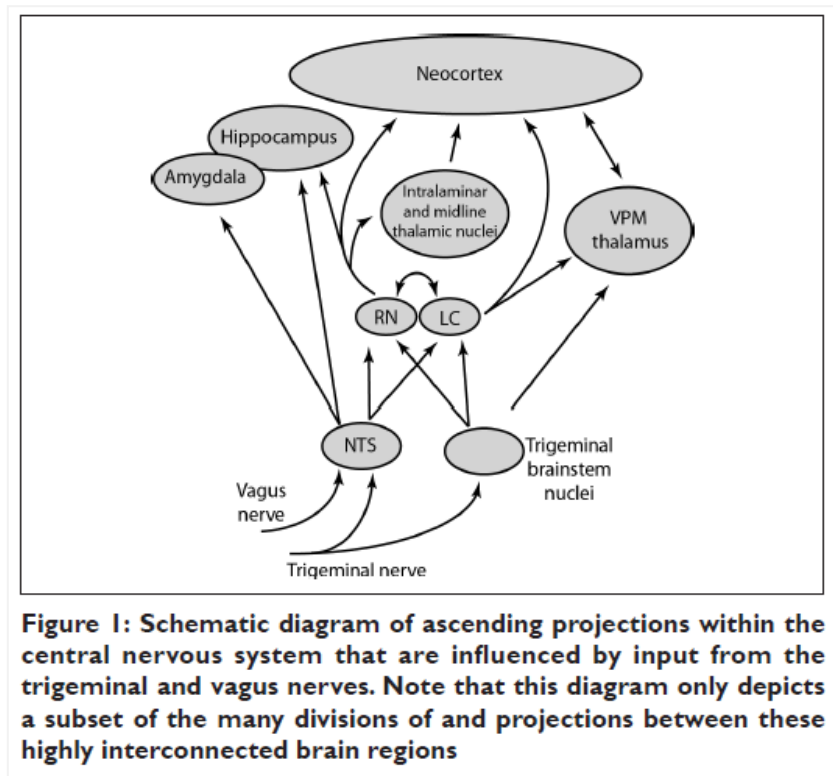 Neocortex
Hippocampus
Amygdala
Intralaminar
and midline
thalamic nuclei
VPM
thalamus
RN
LC
NTS
Trigeminal
brainstem
nuclei
Vagus
nerve
Trigeminal nerve
Figure 1: Schematic diagram of ascending projections within the
central nervous system that are influenced by input from the
trigeminal and vagus nerves. Note that this diagram only depicts
a subset of the many divisions of and projections between these
highly interconnected brain regions